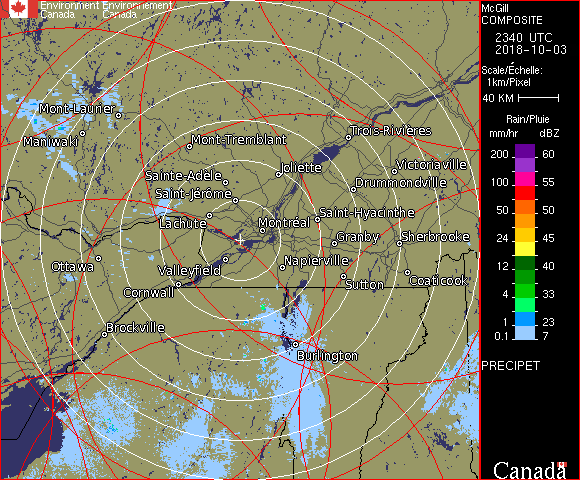 Environment Environnement
Canada Canada
McGill
COMPOSITE
2340 UTC
2018-10-03
Scale/Échelle:
1km/Pixel
40 KM
Rain/Pluie
mm/hr dBZ
200 60
100 55
50 50
24 45
12 40
4 33
1 23
0.1 7
PRECIPET
Canada
Mont-Laurier
Maniwaki
Trois-Rivières
Mont-Tremblant
Joliette
Victoriaville
Sainte-Adèle
Drummondville
Saint-Jérôme
Saint-Hyacinthe
Lachute
Montréal
Granby
Sherbrooke
Ottawa
Valleyfield
Napierville
Cornwall
Sutton
Coaticook
Brockville
Burlington